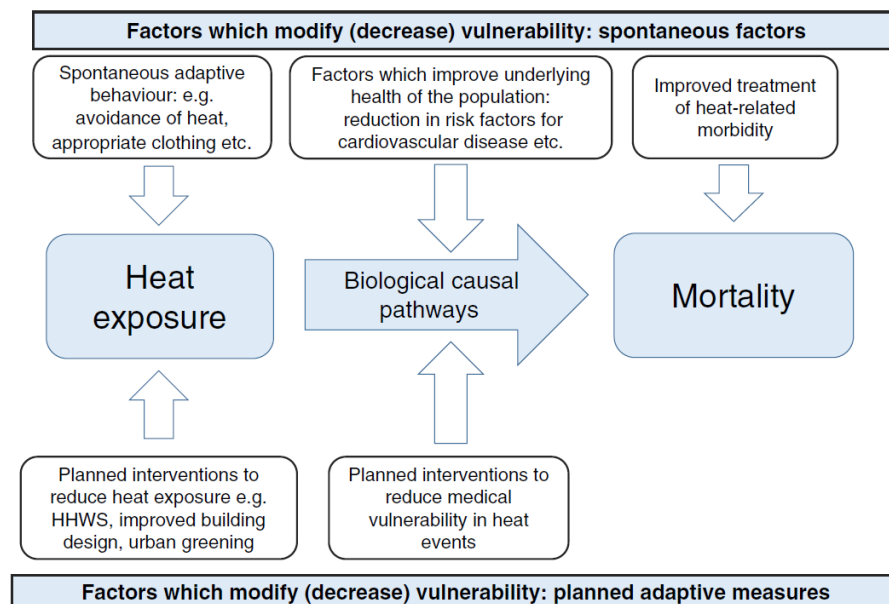 Factors which modify (decrease) vulnerability: spontaneous factors
Spontaneous adaptive
behaviour: e.g.
avoidance of heat,
appropriate clothing etc.
Factors which improve underlying
health of the population:
reduction in risk factors for
cardiovascular disease etc.
Improved treatment
of heat-related
morbidity
Heat
exposure
Biological causal
pathways
Mortality
Planned interventions to
reduce heat exposure e.g.
HHWS, improved building
design, urban greening
Planned interventions to
reduce medical
vulnerability in heat
events
Factors which modify (decrease) vulnerability: planned adaptive measures